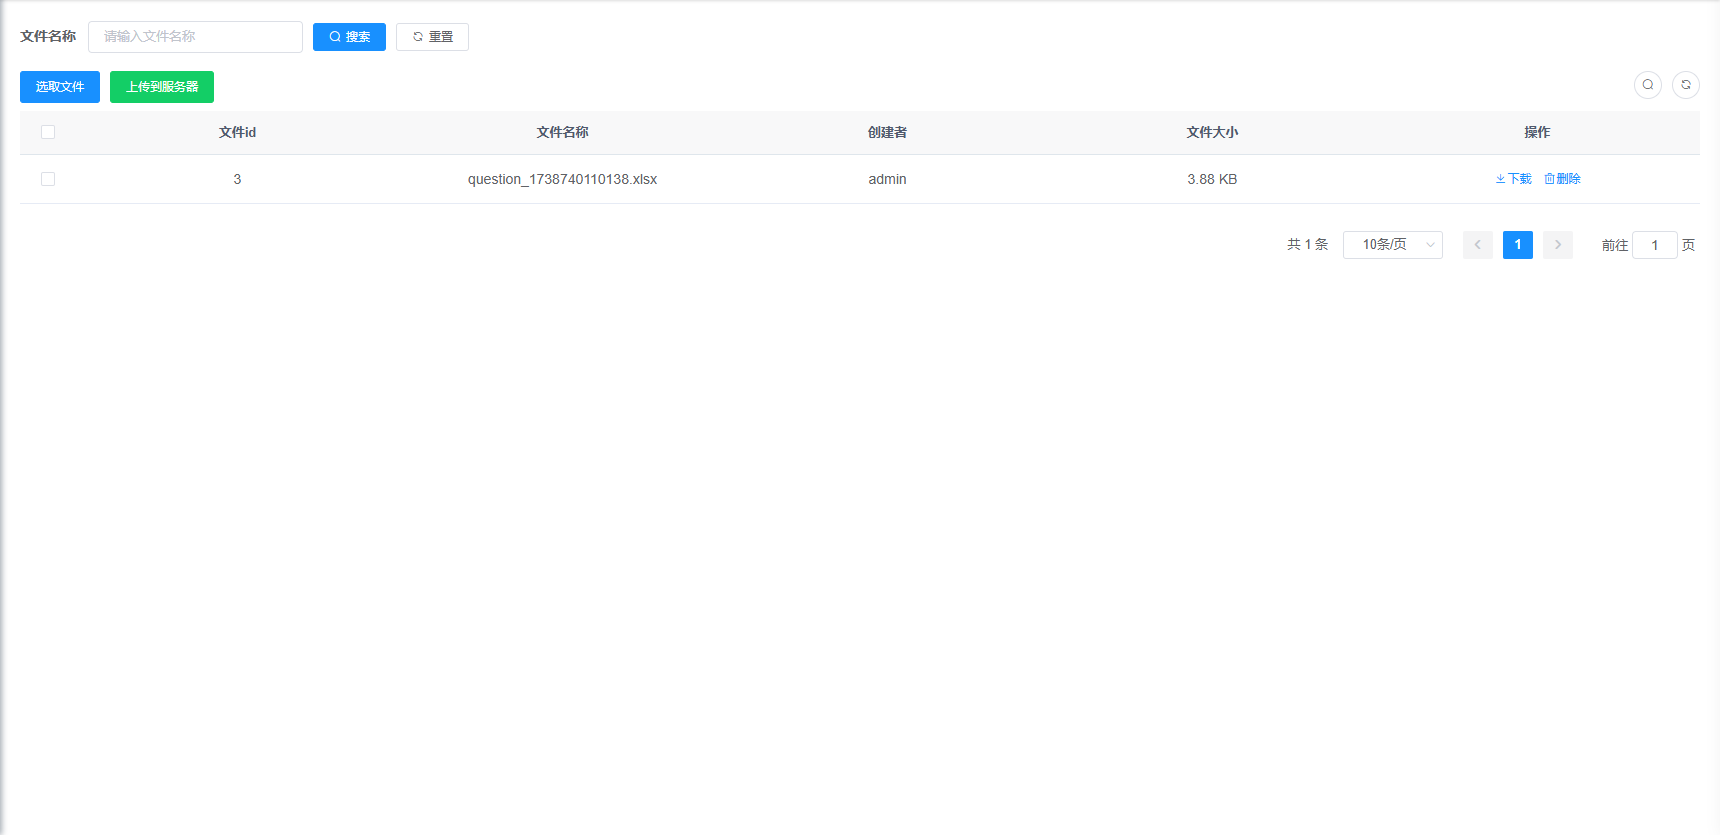 文件名称 请输入文件名称 搜索 重置
选取文件 上传到服务器
文件id 文件名称 创建者 文件大小 操作
3 question_1738740110138.xlsx admin 3.88 KB 下载 删除
共 1 条 10条/页 1 前往 1 页